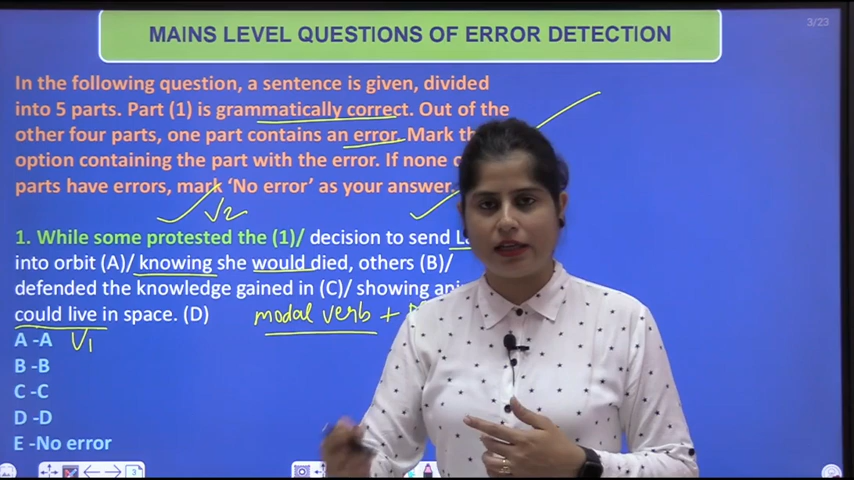 3/23
MAINS LEVEL QUESTIONS OF ERROR DETECTION
In the following question, a sentence is given, divided
into 5 parts. Part (1) is grammatically correct. Out of the
other four parts, one part contains an error. Mark
option containing the part with the error. If none
parts have errors, mark 'No error' as your answer.
V2
1. While some protested the (1)/ decision to send
into orbit (A)/ knowing she would died, others (B)/
defended the knowledge gained in (C)/ showing
could live in space. (D)
modal verb +
A -A
V1
B -B
C -C
D -D
E -No error
3